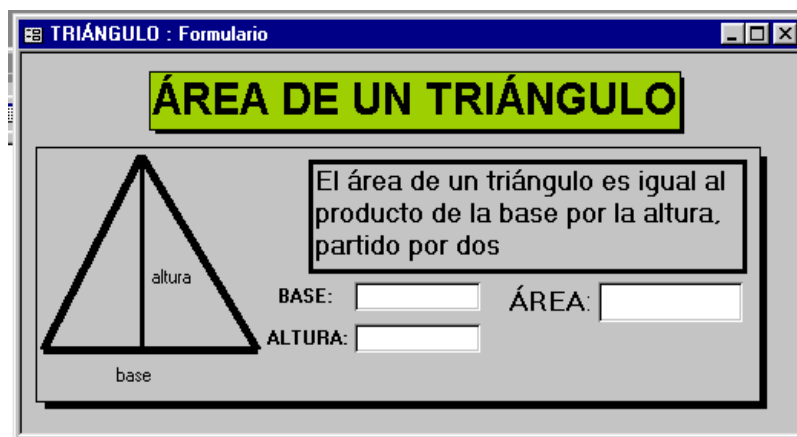 TRIÁNGULO : Formulario
ÁREA DE UN TRIÁNGULO
El área de un triángulo es igual al
producto de la base por la altura,
partido por dos
altura
BASE:
ÁREA:
ALTURA:
base